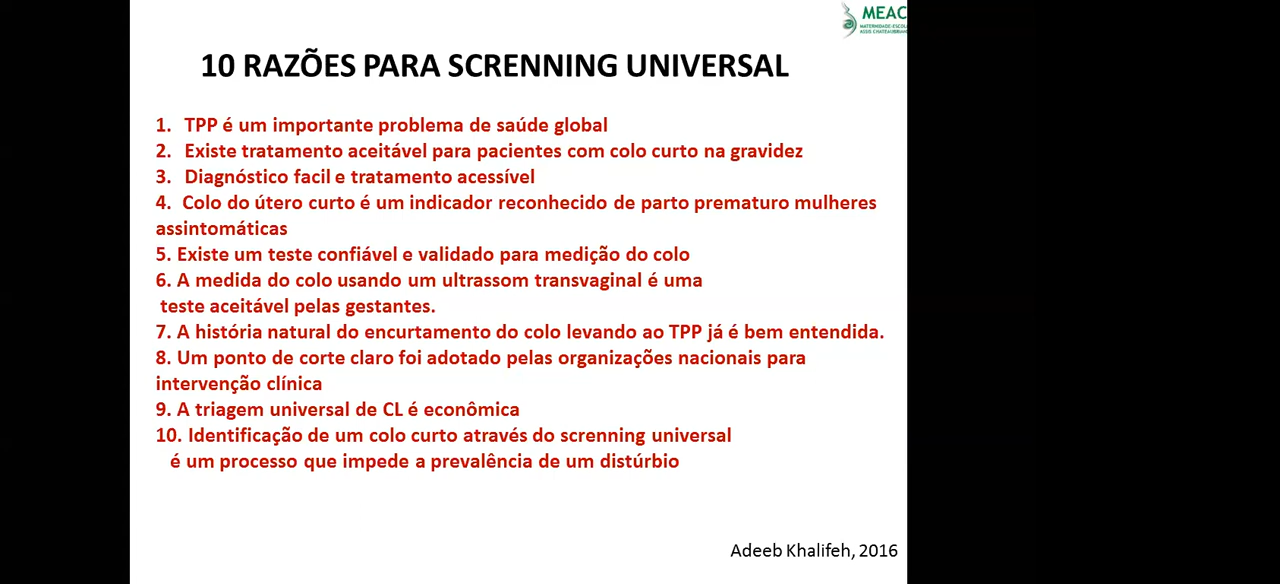 MEAC
MATERNIDADE-ESCOLA
ASSIS CHATEAUBRIAND
10 RAZÕES PARA SCRENNING UNIVERSAL
1. TPP é um importante problema de saúde global
2. Existe tratamento aceitável para pacientes com colo curto na gravidez
3. Diagnóstico facil e tratamento acessível
4. Colo do útero curto é um indicador reconhecido de parto prematuro mulheres
assintomáticas
5. Existe um teste confiável e validado para medição do colo
6. A medida do colo usando um ultrassom transvaginal é uma
teste aceitável pelas gestantes.
7. A história natural do encurtamento do colo levando ao TPP já é bem entendida.
8. Um ponto de corte claro foi adotado pelas organizações nacionais para
intervenção clínica
9. A triagem universal de CL é econômica
10. Identificação de um colo curto através do screnning universal
é um processo que impede a prevalência de um distúrbio
Adeeb Khalifeh, 2016